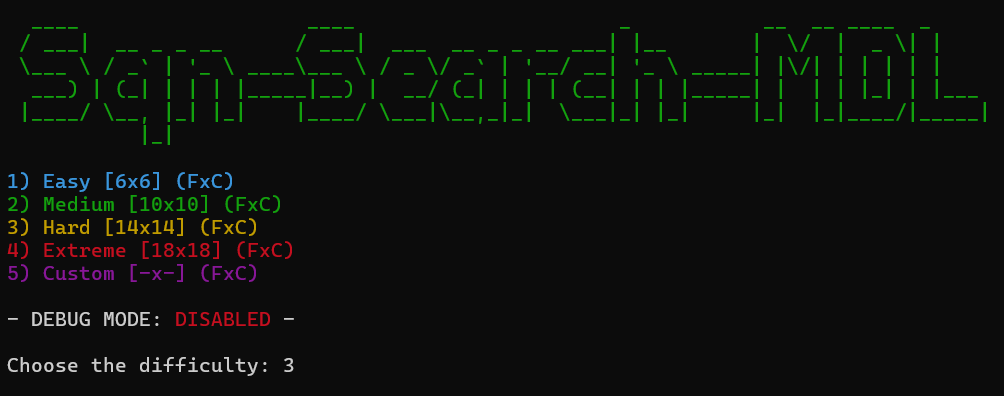 Sqn-Search-MDL
1) Easy [6x6] (FxC)
2) Medium [10x10] (FxC)
3) Hard [14x14] (FxC)
4) Extreme [18x18] (FxC)
5) Custom [-x-] (FxC)
- DEBUG MODE: DISABLED -
Choose the difficulty: 3